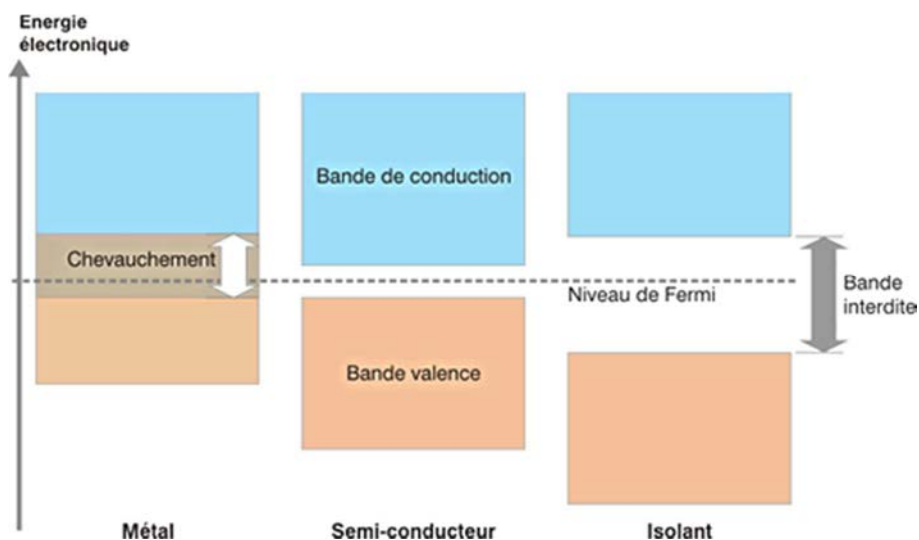 Energie
électronique
Bande de conduction
Chevauchement
Niveau de Fermi
Bande
interdite
Bande valence
Métal
Semi-conducteur
Isolant